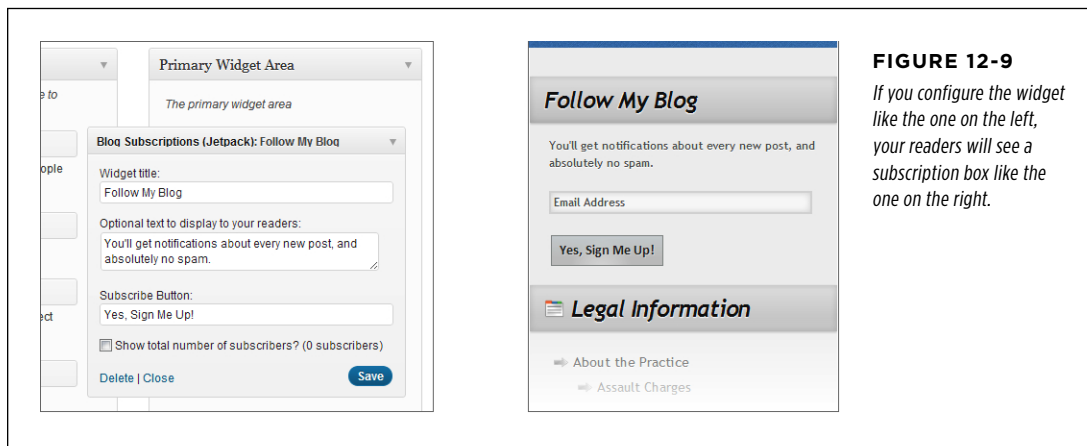 e to
ople
ect
Primary Widget Area
The primary widget area
Blog Subscriptions (Jetpack): Follow My Blog
Widget title:
Follow My Blog
Optional text to display to your readers:
You'll get notifications about every new post, and
absolutely no spam.
Subscribe Button:
Yes, Sign Me Up!
Show total number of subscribers? (0 subscribers)
Delete | Close
Save
Follow My Blog
You'll get notifications about every new post, and
absolutely no spam.
Email Address
Yes, Sign Me Up!
Legal Information
About the Practice
Assault Charges
FIGURE 12-9
If you configure the widget
like the one on the left,
your readers will see a
subscription box like the
one on the right.